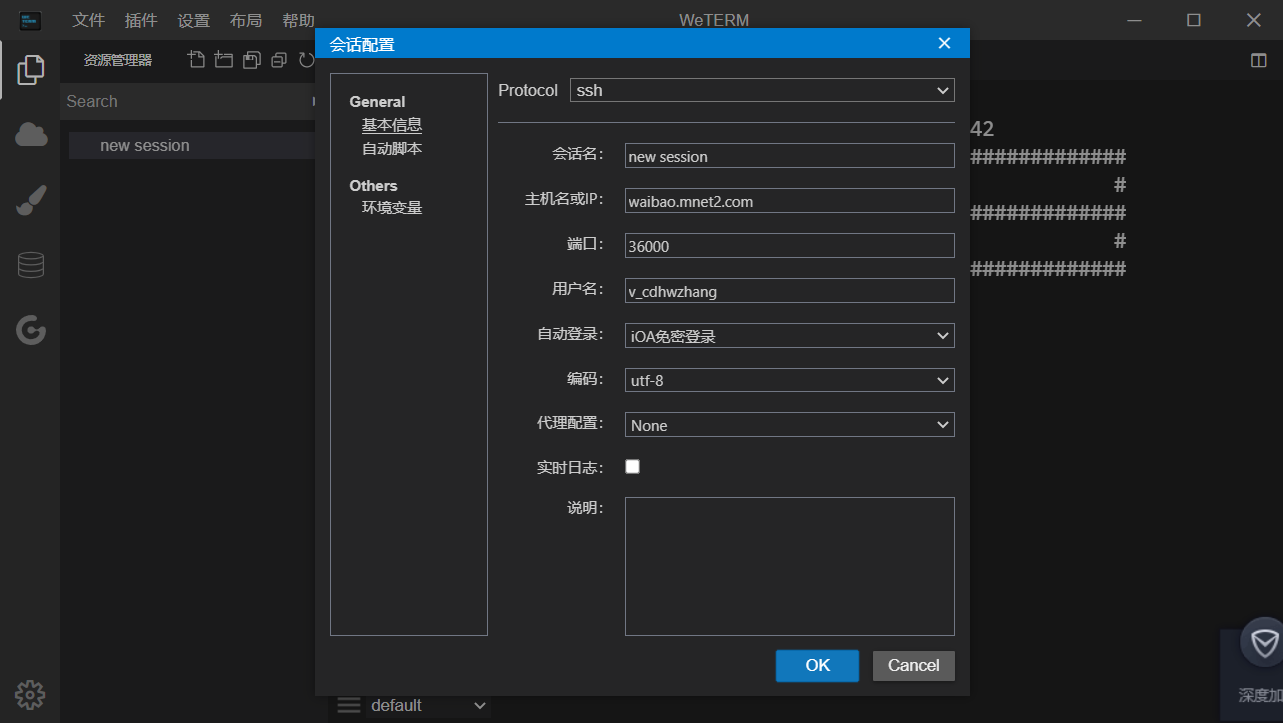 文件 插件 设置 布局 帮助 WeTERM
资源管理器
Search
new session
会话配置
General
基本信息
自动脚本
Others
环境变量
Protocol ssh
会话名： new session
主机名或IP： waibao.mnet2.com
端口： 36000
用户名： v_cdhwzhang
自动登录： iOA免密登录
编码： utf-8
代理配置： None
实时日志：
说明：
OK Cancel
42
#############
#
#############
#
#############
default
深度加